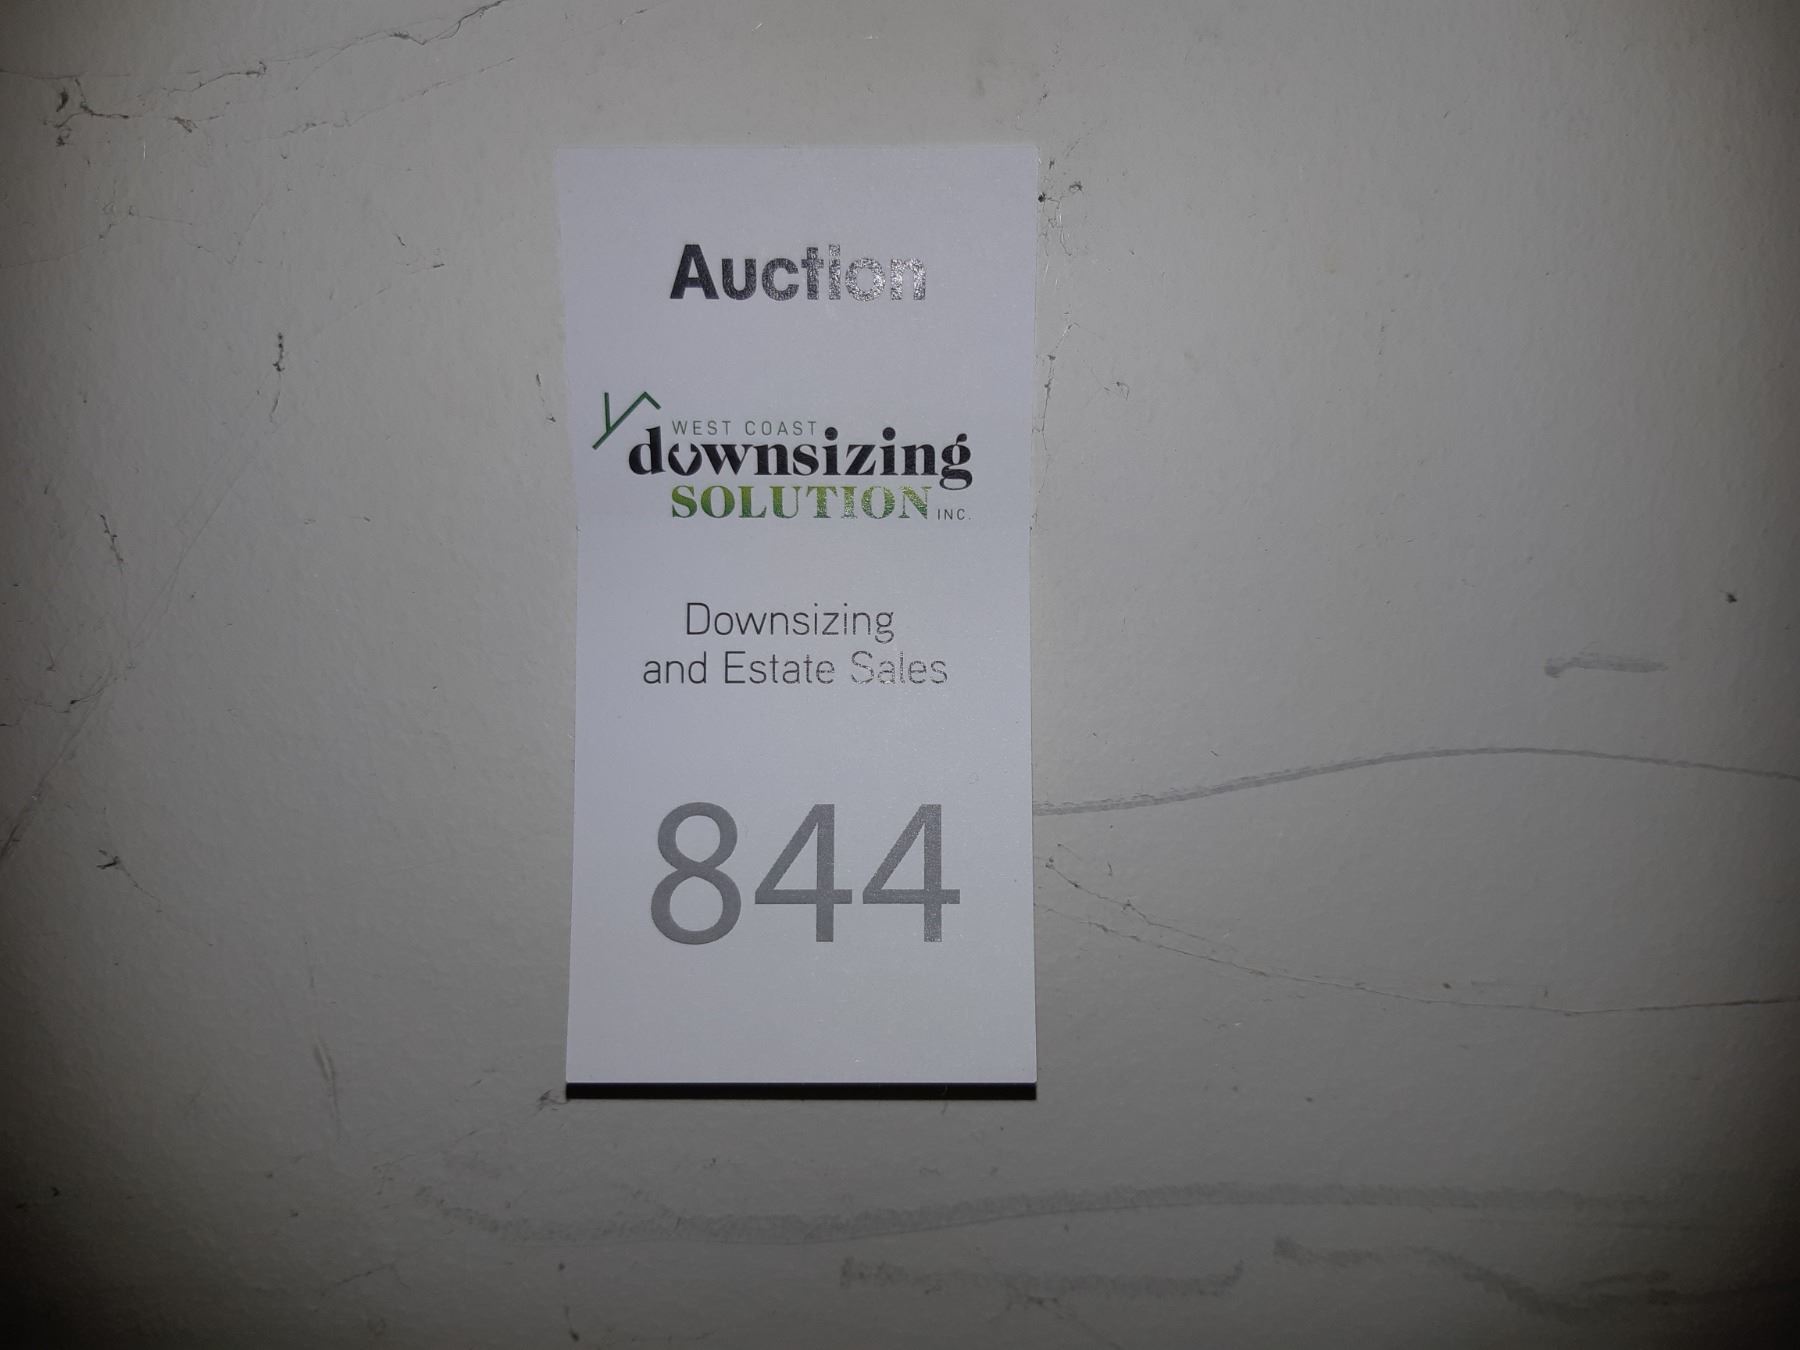 Auction
WEST COAST
downsizing
SOLUTION INC.
Downsizing
and Estate Sales
844